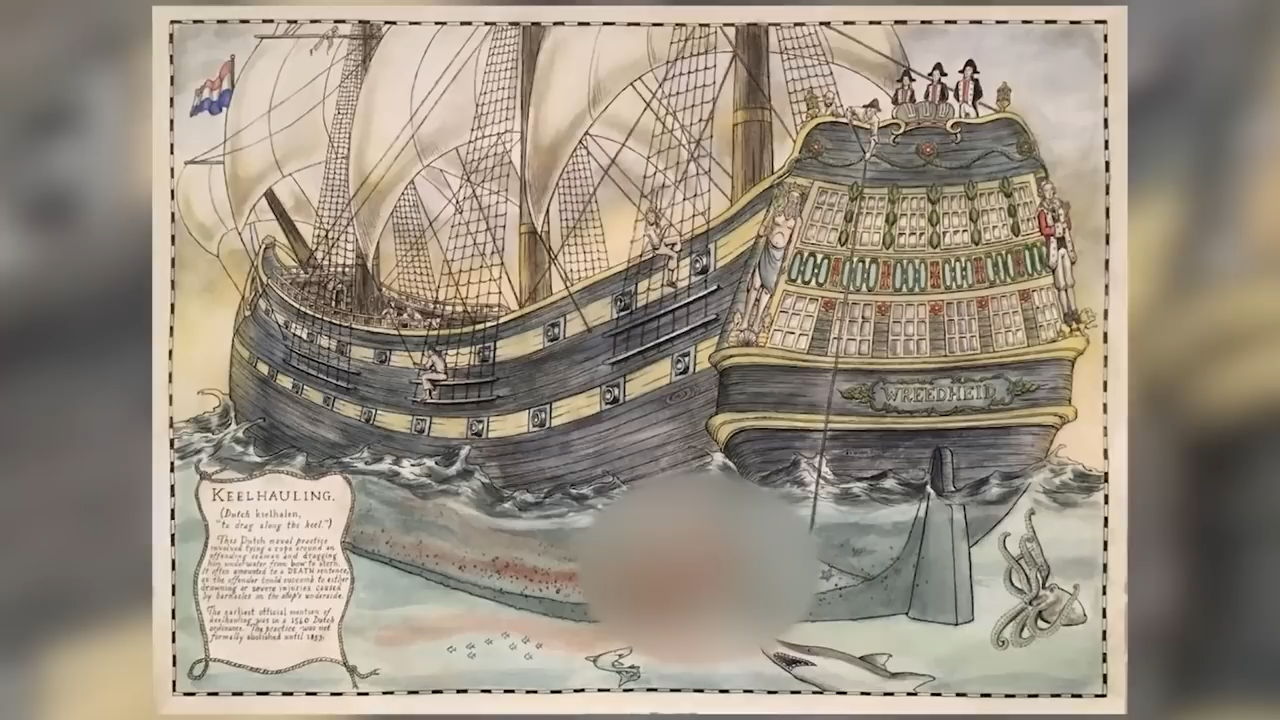 WREEDHEID
KEELHAULING.
(Dutch kielhalen,
"to drag along the keel.")
This Dutch naval practice
involved tying a rope around an
offending seaman and dragging
him underwater from bow to stern.
It often amounted to a DEATH sentence,
as the offender could succumb to either
drowning or severe injuries caused
by barnacles on the ship's underside.
The earliest official mention of
keelhauling was in a 1560 Dutch
ordinance. The practice was not
formally abolished until 1853.